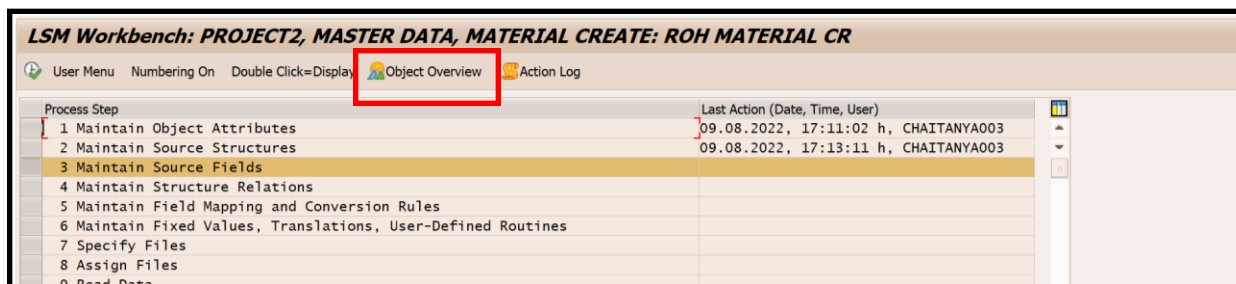 LSM Workbench: PROJECT2, MASTER DATA, MATERIAL CREATE: ROH MATERIAL CR
User Menu Numbering On Double Click=Display Object Overview Action Log
Process Step Last Action (Date, Time, User)
1 Maintain Object Attributes 09.08.2022, 17:11:02 h, CHAITANYA003
2 Maintain Source Structures 09.08.2022, 17:13:11 h, CHAITANYA003
3 Maintain Source Fields
4 Maintain Structure Relations
5 Maintain Field Mapping and Conversion Rules
6 Maintain Fixed Values, Translations, User-Defined Routines
7 Specify Files
8 Assign Files
9 Read Data